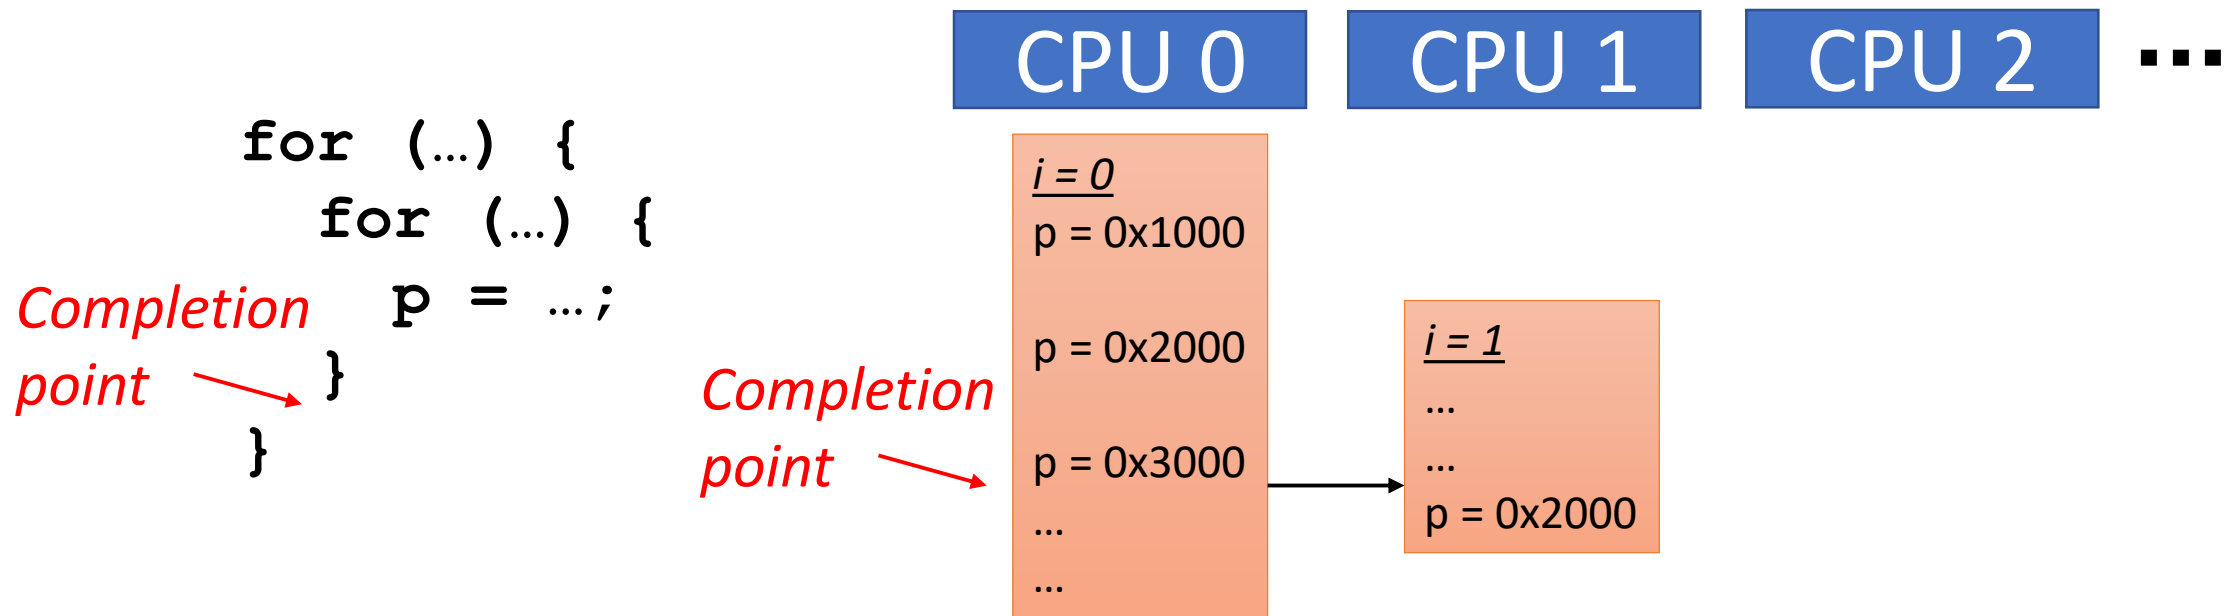 for (…) {
for (…) {
p = …;
}
}
Completion
point
CPU 0
CPU 1
CPU 2
...
Completion
point
i = 0
p = 0x1000
p = 0x2000
p = 0x3000
…
…
i = 1
…
…
p = 0x2000